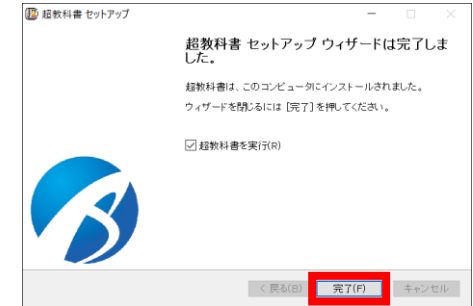 超教科書 セットアップ
超教科書 セットアップ ウィザードは完了しま
した。
超教科書は、このコンピュータにインストールされました。
ウィザードを閉じるには [完了] を押してください。
超教科書を実行(R)
< 戻る(B) 完了(F) キャンセル